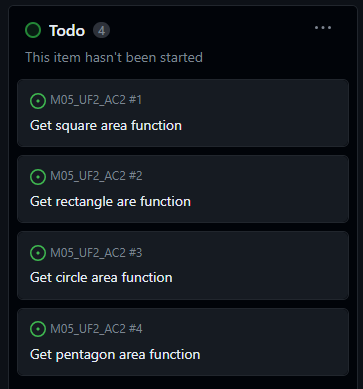 Todo 4
This item hasn't been started
M05_UF2_AC2 #1
Get square area function
M05_UF2_AC2 #2
Get rectangle are function
M05_UF2_AC2 #3
Get circle area function
M05_UF2_AC2 #4
Get pentagon area function